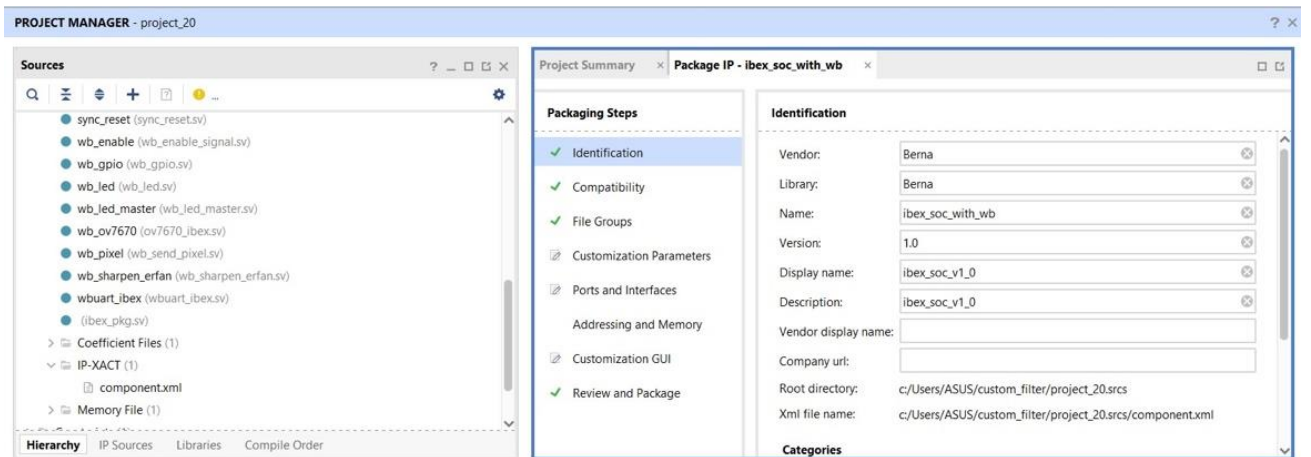 PROJECT MANAGER - project_20
Sources
sync_reset (sync_reset.sv)
wb_enable (wb_enable_signal.sv)
wb_gpio (wb_gpio.sv)
wb_led (wb_led.sv)
wb_led_master (wb_led_master.sv)
wb_ov7670 (ov7670_ibex.sv)
wb_pixel (wb_send_pixel.sv)
wb_sharpen_erfan (wb_sharpen_erfan.sv)
wbuart_ibex (wbuart_ibex.sv)
(ibex_pkg.sv)
Coefficient Files (1)
IP-XACT (1)
component.xml
Memory File (1)
Hierarchy IP Sources Libraries Compile Order
Project Summary × Package IP - ibex_soc_with_wb ×
Packaging Steps
Identification
Compatibility
File Groups
Customization Parameters
Ports and Interfaces
Addressing and Memory
Customization GUI
Review and Package
Identification
Vendor: Berna
Library: Berna
Name: ibex_soc_with_wb
Version: 1.0
Display name: ibex_soc_v1_0
Description: ibex_soc_v1_0
Vendor display name:
Company url:
Root directory: c:/Users/ASUS/custom_filter/project_20.srcs
Xml file name: c:/Users/ASUS/custom_filter/project_20.srcs/component.xml
Categories